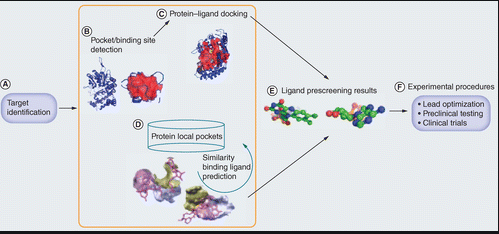 A
Target
identification
B
Pocket/binding site
detection
C Protein–ligand docking
D
Protein local pockets
Similarity
binding ligand
prediction
E Ligand prescreening results
F Experimental procedures
• Lead optimization
• Preclinical testing
• Clinical trials